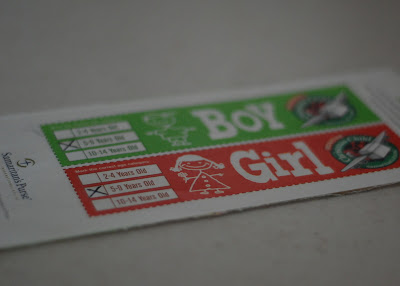 Samaritan's Purse
BOY
2-4 Years Old
5-9 Years Old
10-14 Years Old
Girl
2-4 Years Old
5-9 Years Old
10-14 Years Old